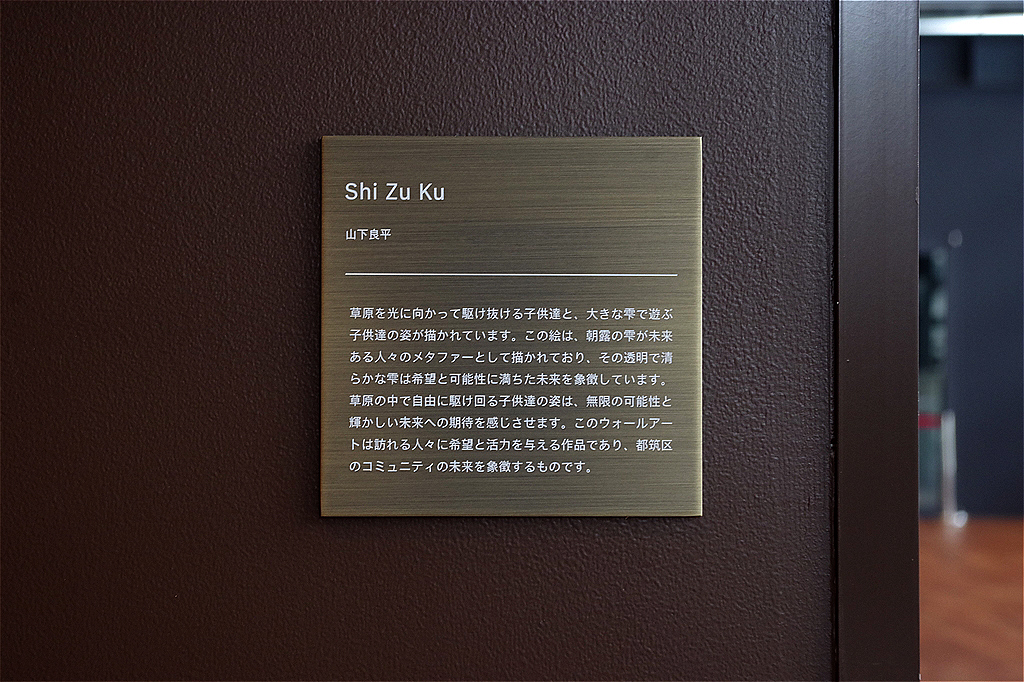 Shi Zu Ku
山下良平
草原を光に向かって駆け抜ける子供達と、大きな雫で遊ぶ
子供達の姿が描かれています。この絵は、朝露の雫が未来
ある人々のメタファーとして描かれており、その透明で清
らかな雫は希望と可能性に満ちた未来を象徴しています。
草原の中で自由に駆け回る子供達の姿は、無限の可能性と
輝かしい未来への期待を感じさせます。このウォールアー
トは訪れる人々に希望と活力を与える作品であり、都筑区
のコミュニティの未来を象徴するものです。